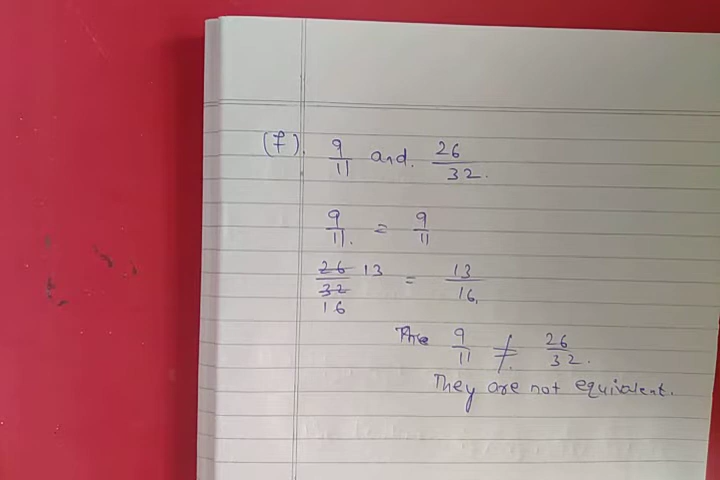 (f). 9/11 and. 26/32.
9/11. = 9/11
26/32 13/16 = 13/16.
The 9/11 ≠ 26/32.
They are not equivalent.